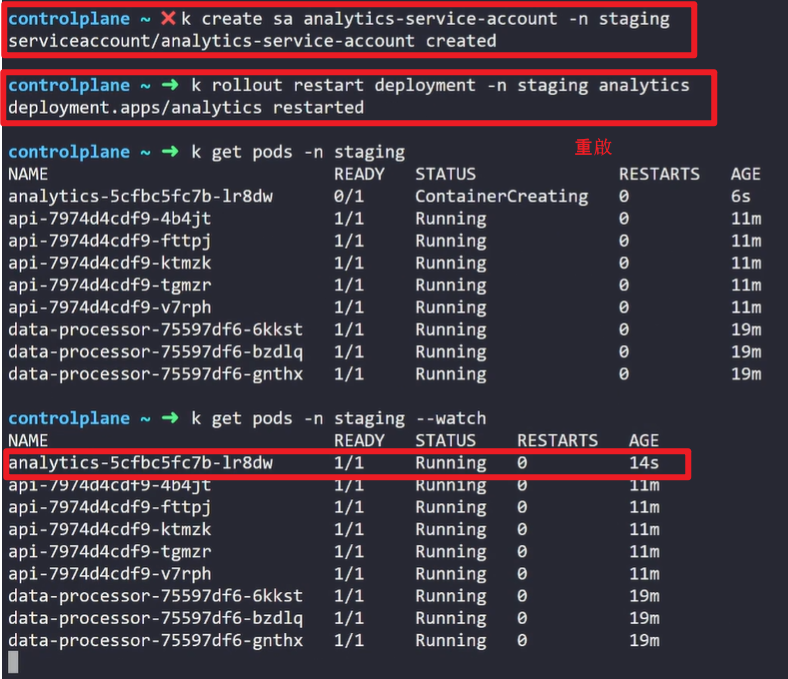 controlplane ~ ✖ k create sa analytics-service-account -n staging
serviceaccount/analytics-service-account created
controlplane ~ ➜ k rollout restart deployment -n staging analytics
deployment.apps/analytics restarted
重啟
controlplane ~ ➜ k get pods -n staging
NAME READY STATUS RESTARTS AGE
analytics-5cfbc5fc7b-lr8dw 0/1 ContainerCreating 0 6s
api-7974d4cdf9-4b4jt 1/1 Running 0 11m
api-7974d4cdf9-fttpj 1/1 Running 0 11m
api-7974d4cdf9-ktmzk 1/1 Running 0 11m
api-7974d4cdf9-tgmzr 1/1 Running 0 11m
api-7974d4cdf9-v7rph 1/1 Running 0 11m
data-processor-75597df6-6kkst 1/1 Running 0 19m
data-processor-75597df6-bzdlq 1/1 Running 0 19m
data-processor-75597df6-gnthx 1/1 Running 0 19m
controlplane ~ ➜ k get pods -n staging --watch
NAME READY STATUS RESTARTS AGE
analytics-5cfbc5fc7b-lr8dw 1/1 Running 0 14s
api-7974d4cdf9-4b4jt 1/1 Running 0 11m
api-7974d4cdf9-fttpj 1/1 Running 0 11m
api-7974d4cdf9-ktmzk 1/1 Running 0 11m
api-7974d4cdf9-tgmzr 1/1 Running 0 11m
api-7974d4cdf9-v7rph 1/1 Running 0 11m
data-processor-75597df6-6kkst 1/1 Running 0 19m
data-processor-75597df6-bzdlq 1/1 Running 0 19m
data-processor-75597df6-gnthx 1/1 Running 0 19m